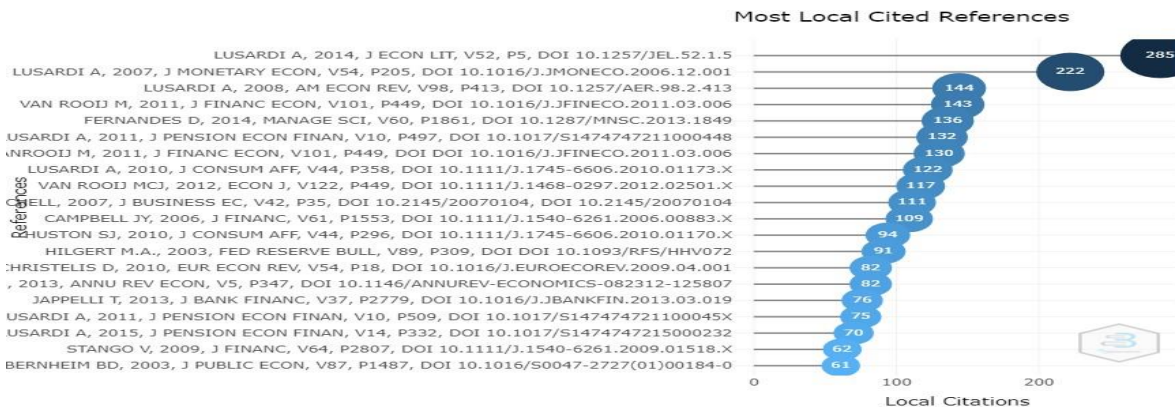 Most Local Cited References
References
LUSARDI A, 2014, J ECON LIT, V52, P5, DOI 10.1257/JEL.52.1.5 285
LUSARDI A, 2007, J MONETARY ECON, V54, P205, DOI 10.1016/J.JMONECO.2006.12.001 222
LUSARDI A, 2008, AM ECON REV, V98, P413, DOI 10.1257/AER.98.2.413 144
VAN ROOIJ M, 2011, J FINANC ECON, V101, P449, DOI 10.1016/J.JFINECO.2011.03.006 143
FERNANDES D, 2014, MANAGE SCI, V60, P1861, DOI 10.1287/MNSC.2013.1849 136
USARDI A, 2011, J PENSION ECON FINAN, V10, P497, DOI 10.1017/S1474747211000448 132
ANROOIJ M, 2011, J FINANC ECON, V101, P449, DOI DOI 10.1016/J.JFINECO.2011.03.006 130
LUSARDI A, 2010, J CONSUM AFF, V44, P358, DOI 10.1111/J.1745-6606.2010.01173.X 122
VAN ROOIJ MCJ, 2012, ECON J, V122, P449, DOI 10.1111/J.1468-0297.2012.02501.X 117
NELL, 2007, J BUSINESS EC, V42, P35, DOI 10.2145/20070104, DOI 10.2145/20070104 111
CAMPBELL JY, 2006, J FINANC, V61, P1553, DOI 10.1111/J.1540-6261.2006.00883.X 109
HUSTON SJ, 2010, J CONSUM AFF, V44, P296, DOI 10.1111/J.1745-6606.2010.01170.X 94
HILGERT M.A., 2003, FED RESERVE BULL, V89, P309, DOI DOI 10.1093/RFS/HHV072 91
CHRISTELIS D, 2010, EUR ECON REV, V54, P18, DOI 10.1016/J.EUROECOREV.2009.04.001 82
, 2013, ANNU REV ECON, V5, P347, DOI 10.1146/ANNUREV-ECONOMICS-082312-125807 82
JAPPELLI T, 2013, J BANK FINANC, V37, P2779, DOI 10.1016/J.JBANKFIN.2013.03.019 76
USARDI A, 2011, J PENSION ECON FINAN, V10, P509, DOI 10.1017/S147474721100045X 75
USARDI A, 2015, J PENSION ECON FINAN, V14, P332, DOI 10.1017/S1474747215000232 70
STANGO V, 2009, J FINANC, V64, P2807, DOI 10.1111/J.1540-6261.2009.01518.X 62
BERNHEIM BD, 2003, J PUBLIC ECON, V87, P1487, DOI 10.1016/S0047-2727(01)00184-0 61
0 100 200
Local Citations